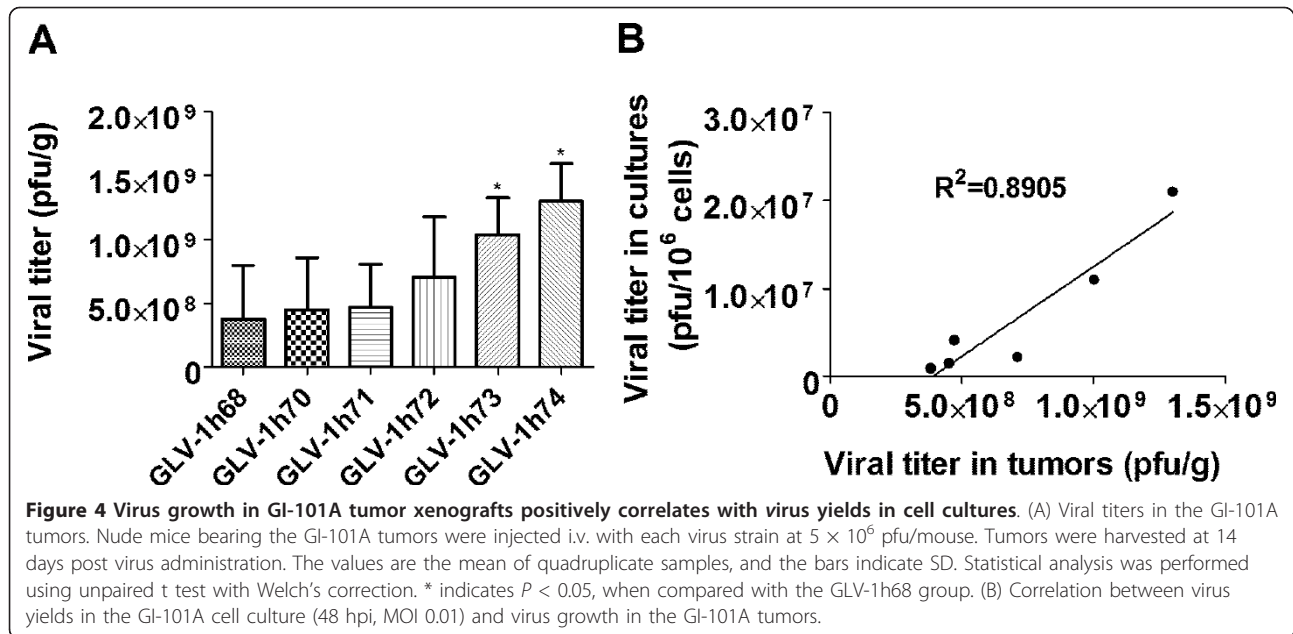 A
Viral titer (pfu/g)
2.0×10⁹
1.5×10⁹
1.0×10⁹
5.0×10⁸
0
*
*
GLV-1h68
GLV-1h70
GLV-1h71
GLV-1h72
GLV-1h73
GLV-1h74
B
Viral titer in cultures
(pfu/10⁶ cells)
3.0×10⁷
2.0×10⁷
1.0×10⁷
0
R²=0.8905
0
5.0×10⁸
1.0×10⁹
1.5×10⁹
Viral titer in tumors (pfu/g)
Figure 4 Virus growth in GI-101A tumor xenografts positively correlates with virus yields in cell cultures. (A) Viral titers in the GI-101A
tumors. Nude mice bearing the GI-101A tumors were injected i.v. with each virus strain at 5 × 10⁶ pfu/mouse. Tumors were harvested at 14
days post virus administration. The values are the mean of quadruplicate samples, and the bars indicate SD. Statistical analysis was performed
using unpaired t test with Welch's correction. * indicates P < 0.05, when compared with the GLV-1h68 group. (B) Correlation between virus
yields in the GI-101A cell culture (48 hpi, MOI 0.01) and virus growth in the GI-101A tumors.